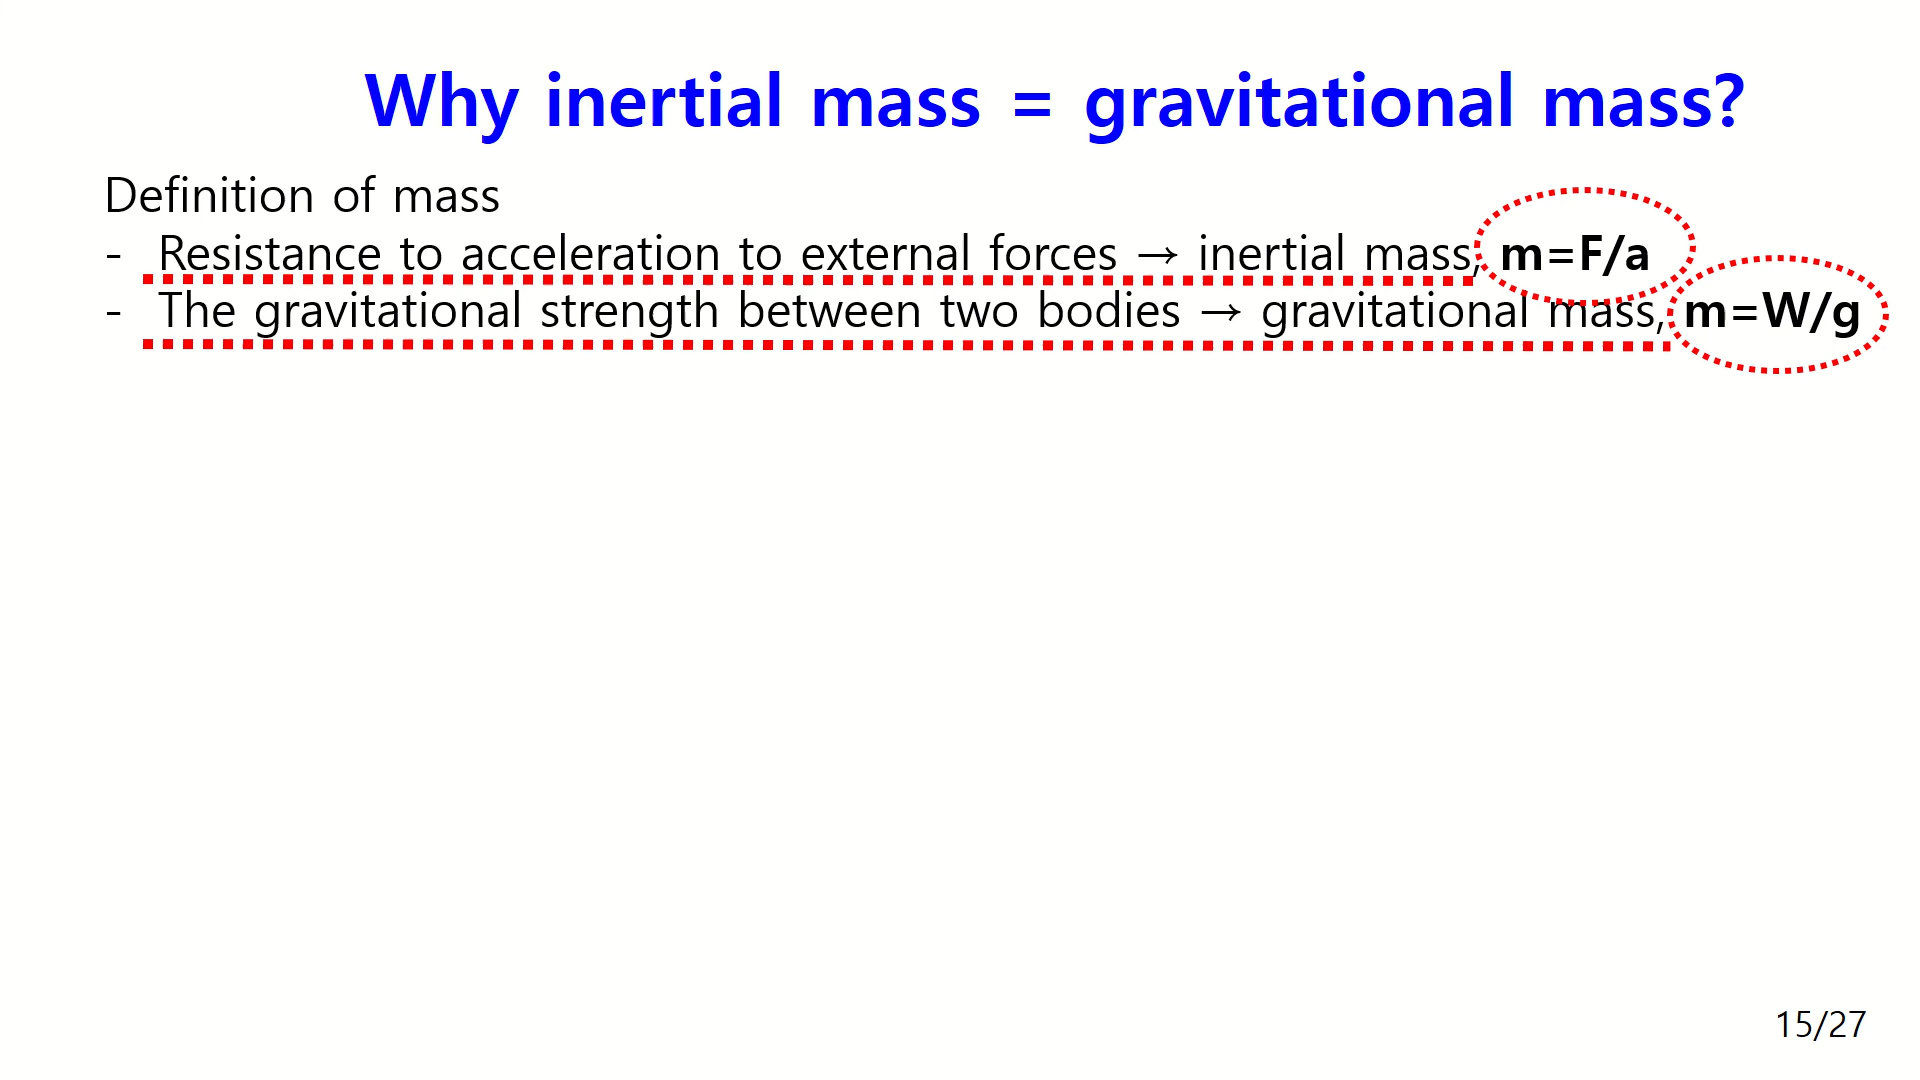 Why inertial mass = gravitational mass?
Definition of mass
- Resistance to acceleration to external forces → inertial mass, m=F/a
- The gravitational strength between two bodies → gravitational mass, m=W/g
15/27